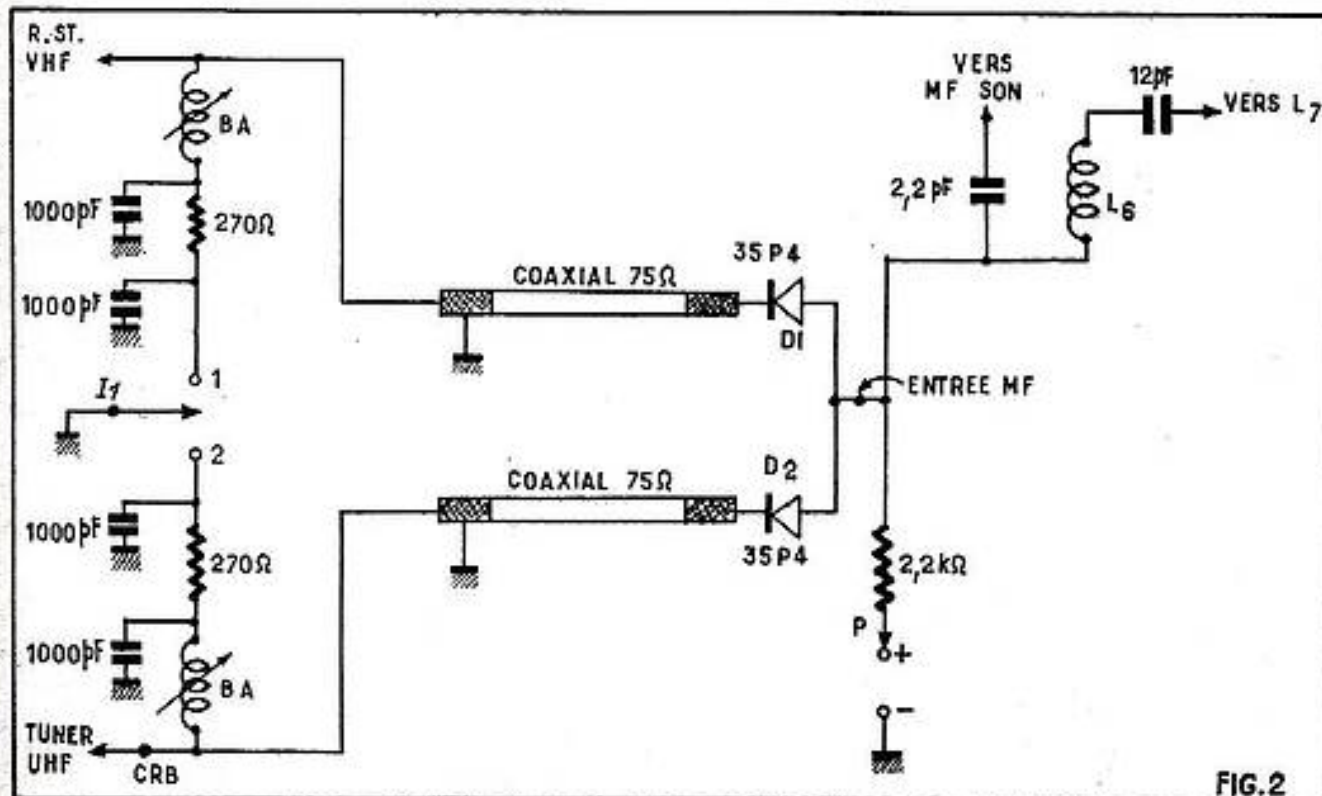 R.ST.
VHF
BA
1000pF
270Ω
1000pF
1
I1
2
1000pF
270Ω
1000pF
BA
TUNER
UHF
CRB
COAXIAL 75Ω
35P4
D1
COAXIAL 75Ω
D2
35P4
VERS
MF SON
12pF
VERS L7
2,2pF
L6
ENTREE MF
2,2kΩ
P
+
-
FIG.2